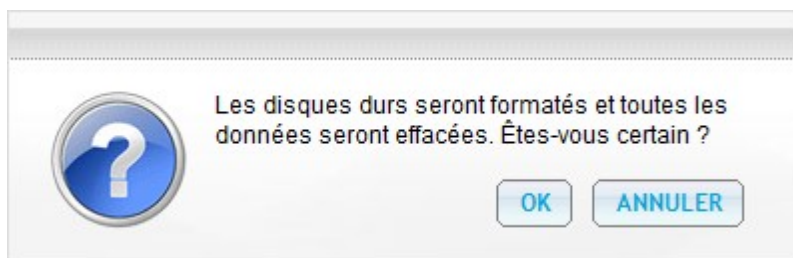 Les disques durs seront formatés et toutes les
données seront effacées. Êtes-vous certain ?
OK ANNULER